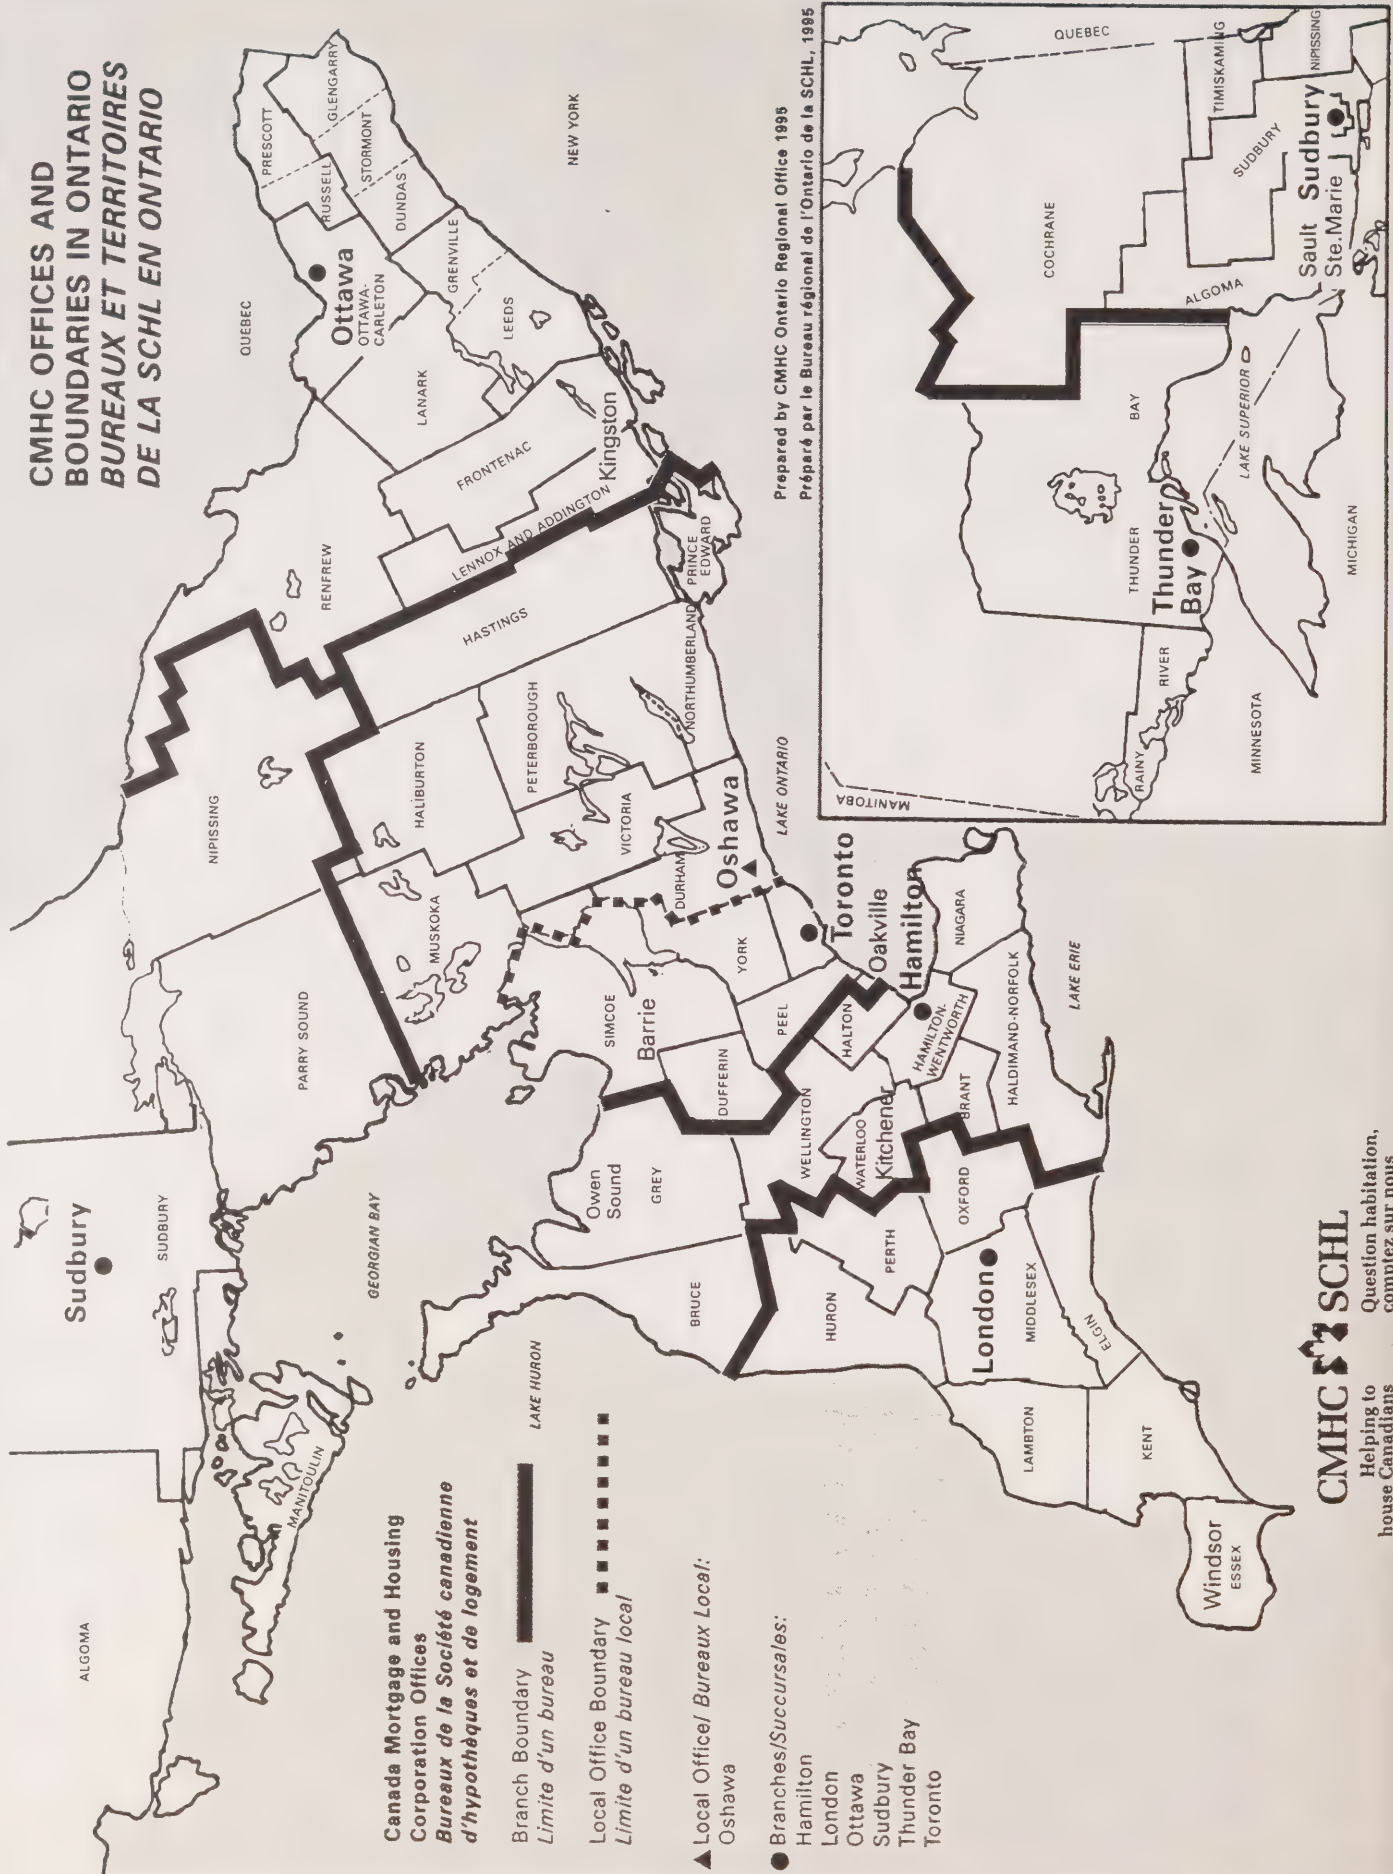 CMHC OFFICES AND
BOUNDARIES IN ONTARIO
BUREAUX ET TERRITOIRES
DE LA SCHL EN ONTARIO
PRESCOTT
GLENGARRY
RUSSELL
STORMONT
DUNDAS
Ottawa
OTTAWA-
CARLETON
GRENVILLE
LEEDS
LANARK
QUEBEC
NEW YORK
FRONTENAC
Kingston
LENNOX AND ADDINGTON
RENFREW
PRINCE
EDWARD
HASTINGS
NORTHUMBERLAND
PETERBOROUGH
HALIBURTON
NIPISSING
VICTORIA
DURHAM
Oshawa
LAKE ONTARIO
MUSKOKA
PARRY SOUND
YORK
Toronto
SIMCOE
Barrie
PEEL
Oakville
HALTON
Hamilton
HAMILTON-
WENTWORTH
NIAGARA
HALDIMAND-NORFOLK
LAKE ERIE
DUFFERIN
WELLINGTON
WATERLOO
Kitchener
BRANT
OXFORD
Owen
Sound
GREY
GEORGIAN BAY
Sudbury
SUDBURY
BRUCE
PERTH
HURON
London
MIDDLESEX
ELGIN
LAKE HURON
LAMBTON
KENT
Windsor
ESSEX
MANITOULIN
ALGOMA
Canada Mortgage and Housing
Corporation Offices
Bureaux de la Société canadienne
d'hypothèques et de logement
Branch Boundary
Limite d'un bureau
Local Office Boundary
Limite d'un bureau local
Local Office/ Bureaux Local:
Oshawa
Branches/Succursales:
Hamilton
London
Ottawa
Sudbury
Thunder Bay
Toronto
Prepared by CMHC Ontario Regional Office 1995
Préparé par le Bureau régional de l'Ontario de la SCHL, 1995
QUEBEC
TIMISKAMING
NIPISSING
SUDBURY
Sudbury
Sault
Ste.Marie
COCHRANE
ALGOMA
BAY
LAKE SUPERIOR
THUNDER
Thunder
Bay
MICHIGAN
RIVER
RAINY
MINNESOTA
MANITOBA
CMHC SCHL
Helping to
house Canadians
Question habitation,
comptez sur nous